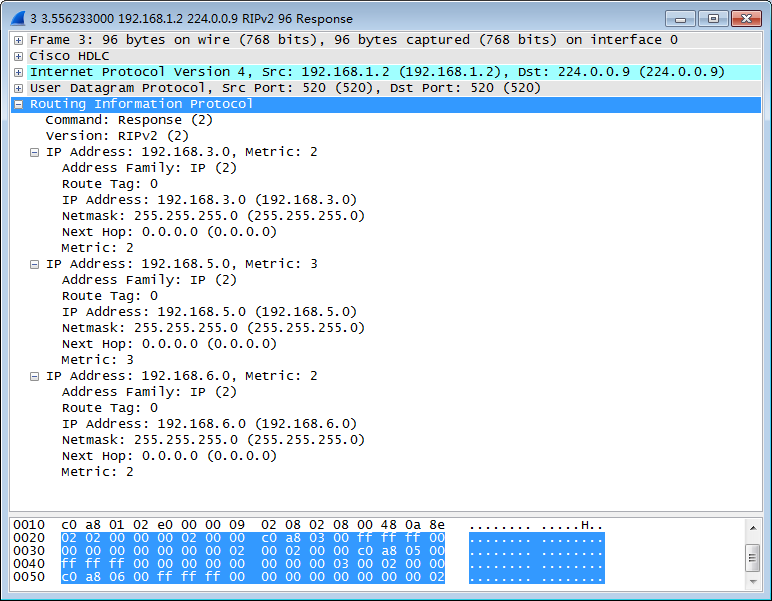 3 3.556233000 192.168.1.2 224.0.0.9 RIPv2 96 Response
Frame 3: 96 bytes on wire (768 bits), 96 bytes captured (768 bits) on interface 0
Cisco HDLC
Internet Protocol Version 4, Src: 192.168.1.2 (192.168.1.2), Dst: 224.0.0.9 (224.0.0.9)
User Datagram Protocol, Src Port: 520 (520), Dst Port: 520 (520)
Routing Information Protocol
Command: Response (2)
Version: RIPv2 (2)
IP Address: 192.168.3.0, Metric: 2
Address Family: IP (2)
Route Tag: 0
IP Address: 192.168.3.0 (192.168.3.0)
Netmask: 255.255.255.0 (255.255.255.0)
Next Hop: 0.0.0.0 (0.0.0.0)
Metric: 2
IP Address: 192.168.5.0, Metric: 3
Address Family: IP (2)
Route Tag: 0
IP Address: 192.168.5.0 (192.168.5.0)
Netmask: 255.255.255.0 (255.255.255.0)
Next Hop: 0.0.0.0 (0.0.0.0)
Metric: 3
IP Address: 192.168.6.0, Metric: 2
Address Family: IP (2)
Route Tag: 0
IP Address: 192.168.6.0 (192.168.6.0)
Netmask: 255.255.255.0 (255.255.255.0)
Next Hop: 0.0.0.0 (0.0.0.0)
Metric: 2
0010 c0 a8 01 02 e0 00 00 09 02 08 02 08 00 48 0a 8e ........ .....H..
0020 02 02 00 00 00 02 00 00 c0 a8 03 00 ff ff ff 00 ........ ........
0030 00 00 00 00 00 00 00 02 00 02 00 00 c0 a8 05 00 ........ ........
0040 ff ff ff 00 00 00 00 00 00 00 00 03 00 02 00 00 ........ ........
0050 c0 a8 06 00 ff ff ff 00 00 00 00 00 00 00 00 02 ........ ........